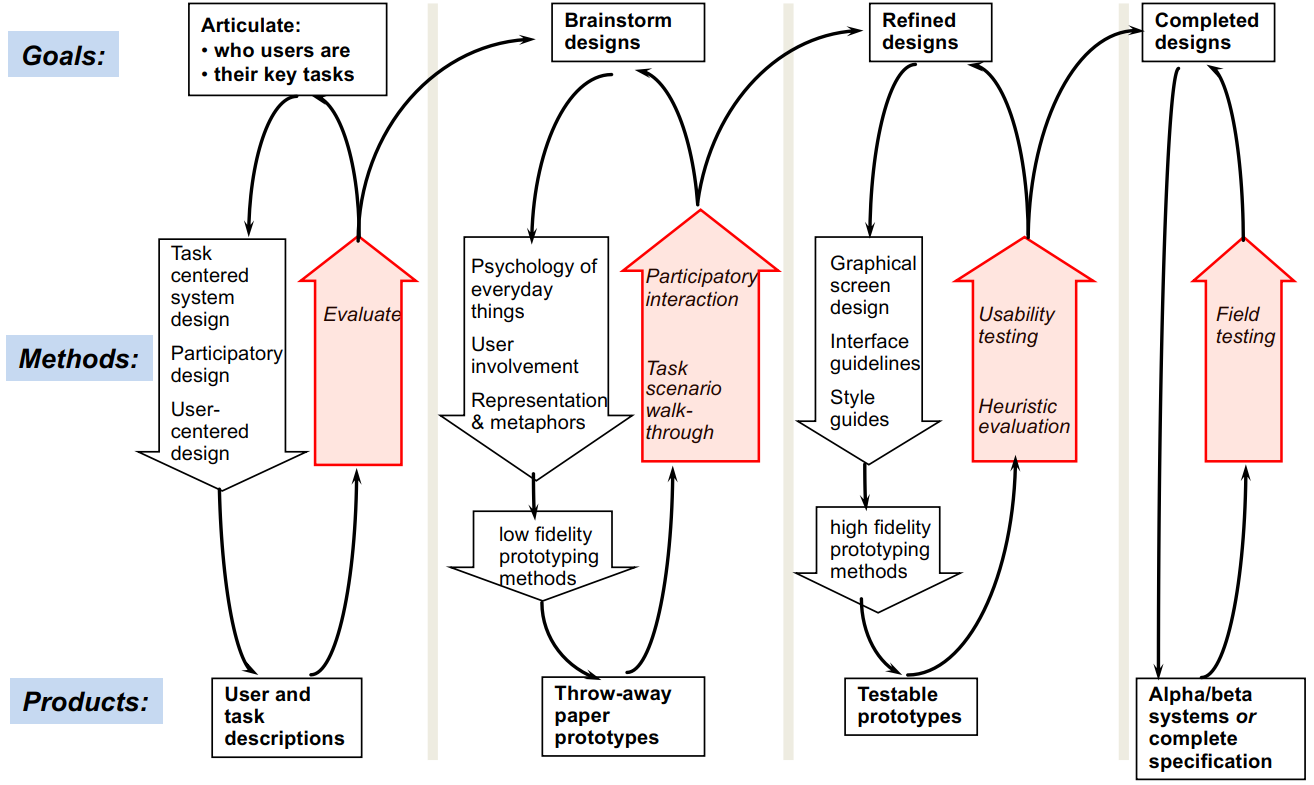 Goals:
Articulate:
• who users are
• their key tasks
Brainstorm
designs
Refined
designs
Completed
designs
Methods:
Task
centered
system
design
Participatory
design
User-
centered
design
Evaluate
Psychology of
everyday
things
User
involvement
Representation
& metaphors
low fidelity
prototyping
methods
Participatory
interaction
Task
scenario
walk-
through
Graphical
screen
design
Interface
guidelines
Style
guides
high fidelity
prototyping
methods
Usability
testing
Heuristic
evaluation
Field
testing
Products:
User and
task
descriptions
Throw-away
paper
prototypes
Testable
prototypes
Alpha/beta
systems or
complete
specification